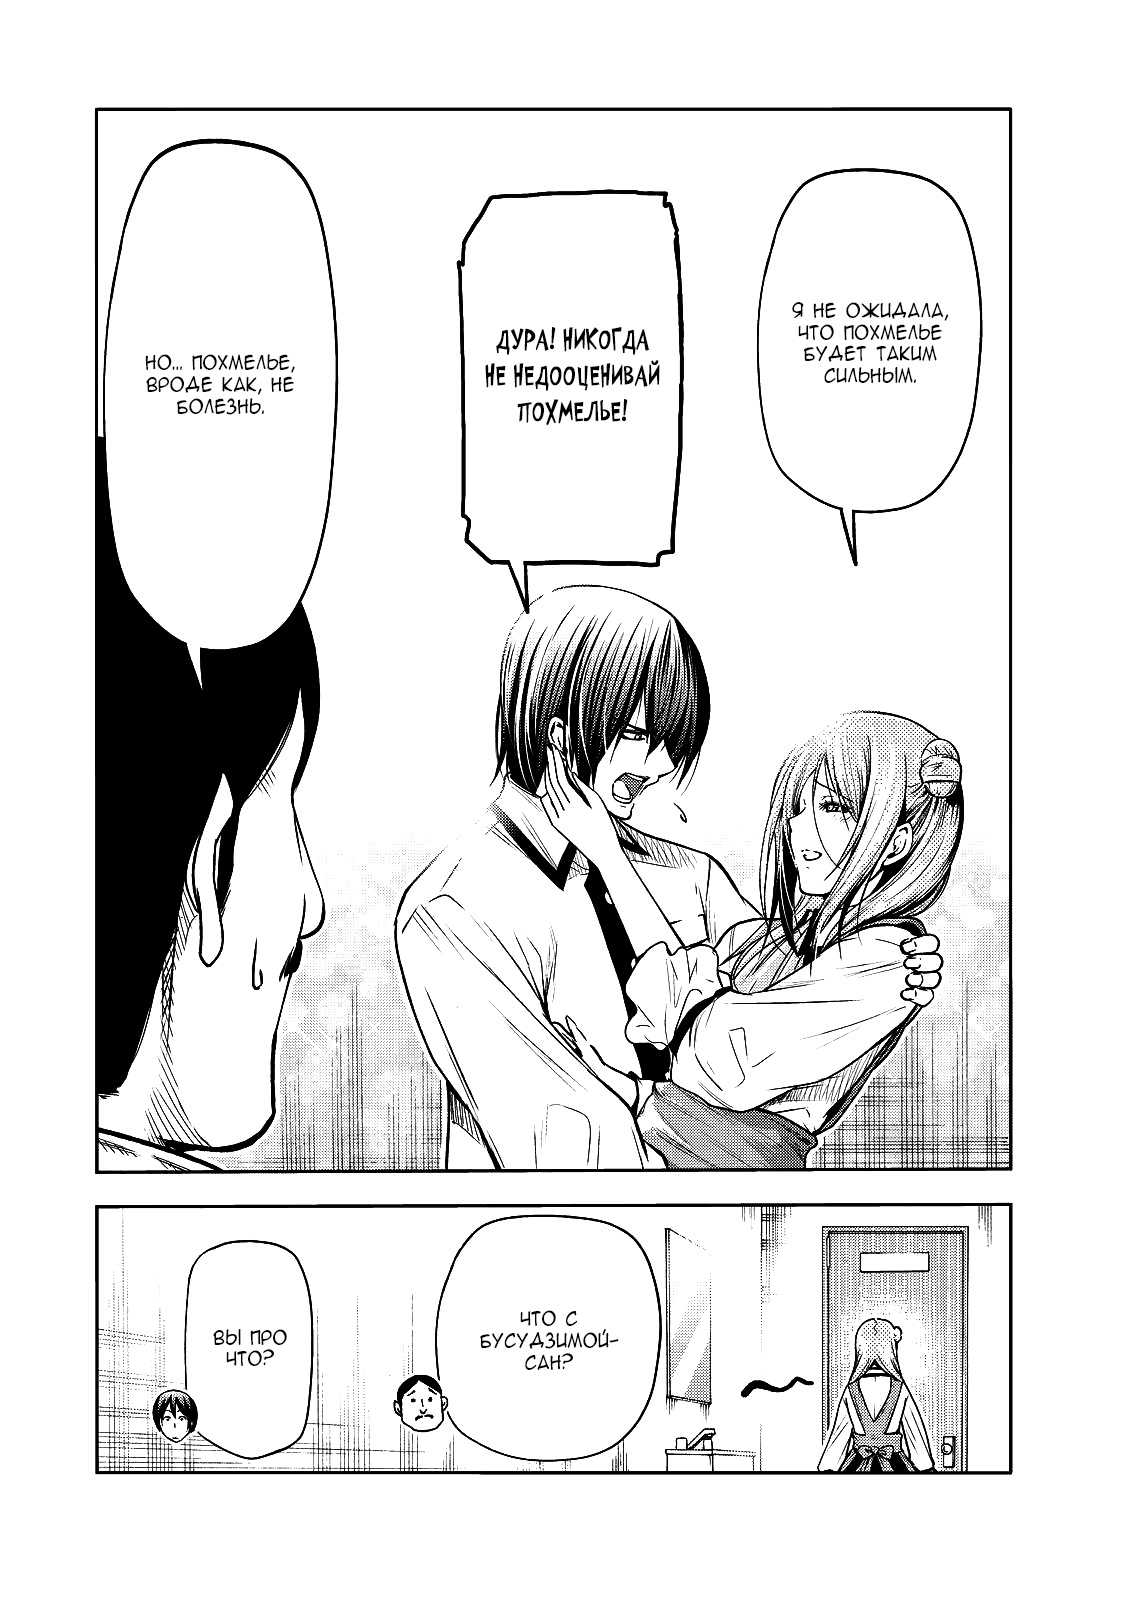 Я НЕ ОЖИДАЛА,
ЧТО ПОХМЕЛЬЕ
БУДЕТ ТАКИМ
СИЛЬНЫМ.
ДУРА! НИКОГДА
НЕ НЕДООЦЕНИВАЙ
ПОХМЕЛЬЕ!
НО... ПОХМЕЛЬЕ,
ВРОДЕ КАК, НЕ
БОЛЕЗНЬ.
ЧТО С
БУСУДЗИМОЙ-
САН?
ВЫ ПРО
ЧТО?